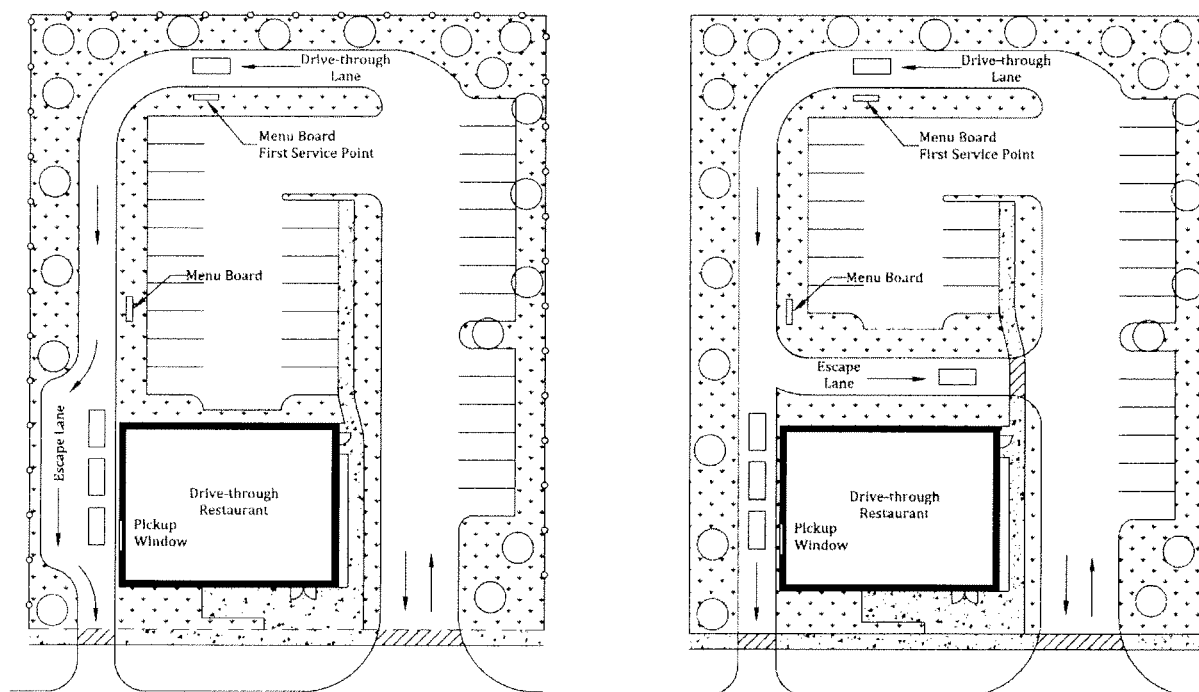 Drive-through
Lane
Menu Board
First Service Point
Menu Board
Escape Lane
Drive-through
Restaurant
Pickup
Window
Drive-through
Lane
Menu Board
First Service Point
Menu Board
Escape
Lane
Drive-through
Restaurant
Pickup
Window